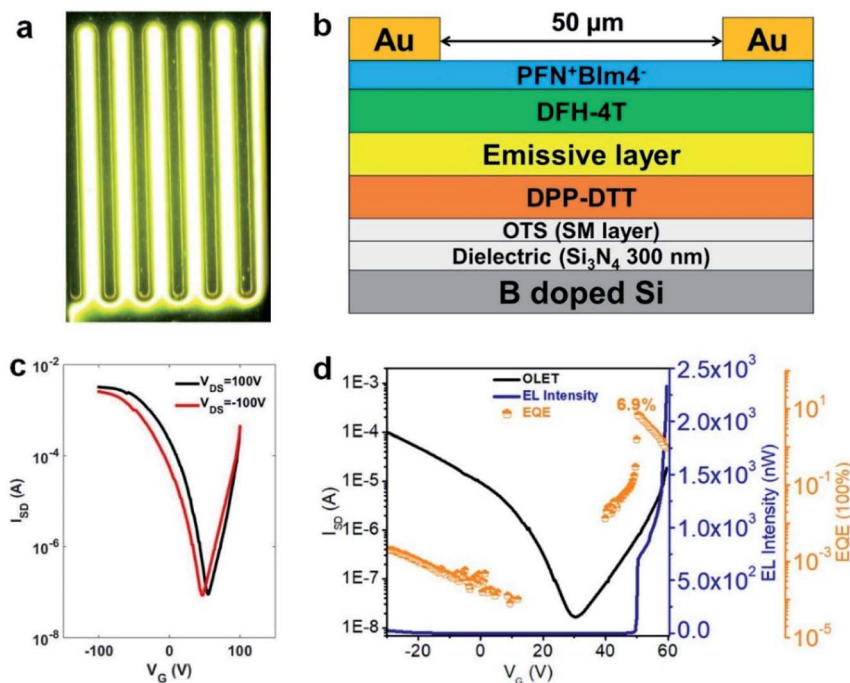 a
b
50 µm
Au
Au
PFN⁺BIm4⁻
DFH-4T
Emissive layer
DPP-DTT
OTS (SM layer)
Dielectric (Si₃N₄ 300 nm)
B doped Si
c
10⁻²
10⁻⁴
10⁻⁶
10⁻⁸
I_SD (A)
V_DS=100V
V_DS=-100V
-100
0
100
V_G (V)
d
1E-3
1E-4
1E-5
1E-6
1E-7
1E-8
I_SD (A)
OLET
EL Intensity
EQE
6.9%
-20
0
20
40
60
V_G (V)
2.5x10³
2.0x10³
1.5x10³
1.0x10³
5.0x10²
0.0
EL Intensity (nW)
10¹
10⁻¹
10⁻³
10⁻⁵
EQE (100%)